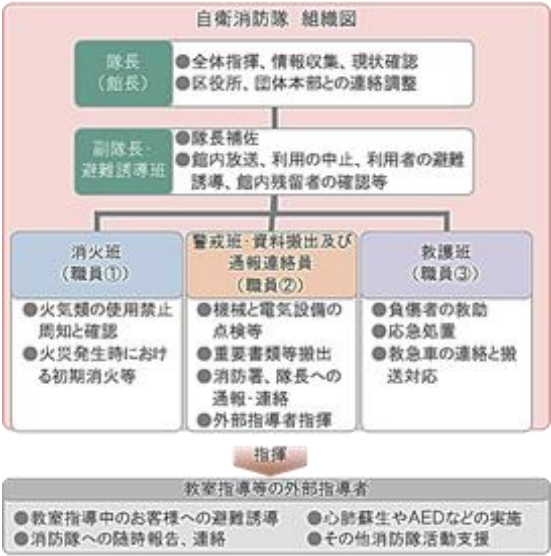 自衛消防隊 組織図
隊長
（館長）
●全体指揮、情報収集、現状確認
●区役所、団体本部との連絡調整
副隊長・
避難誘導班
●隊長補佐
●館内放送、利用の中止、利用者の避難
誘導、館内残留者の確認等
消火班
（職員①）
●火気類の使用禁止
周知と確認
●火災発生時におけ
る初期消火等
警戒班・資料搬出及び
通報連絡員
（職員②）
●機械と電気設備の
点検等
●重要書類等搬出
●消防署、隊長への
通報・連絡
●外部指導者指揮
救護班
（職員③）
●負傷者の救助
●応急処置
●救急車の連絡と搬
送対応
指揮
教室指導等の外部指導者
●教室指導中のお客様への避難誘導
●消防隊への随時報告、連絡
●心肺蘇生やAEDなどの実施
●その他消防隊活動支援